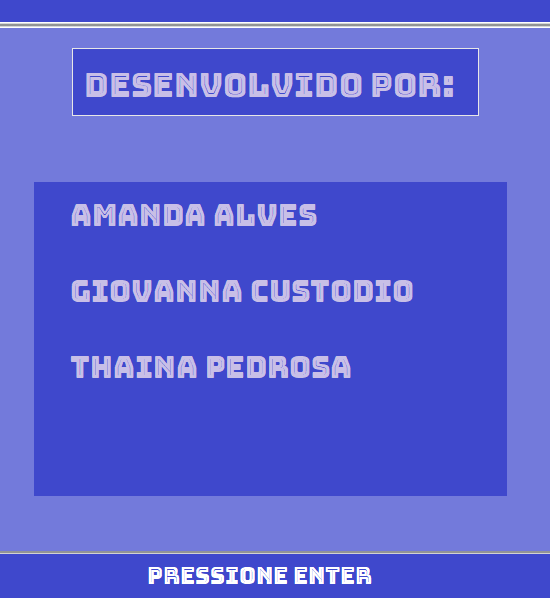 DESENVOLVIDO POR:
AMANDA ALVES
GIOVANNA CUSTODIO
THAINA PEDROSA
PRESSIONE ENTER